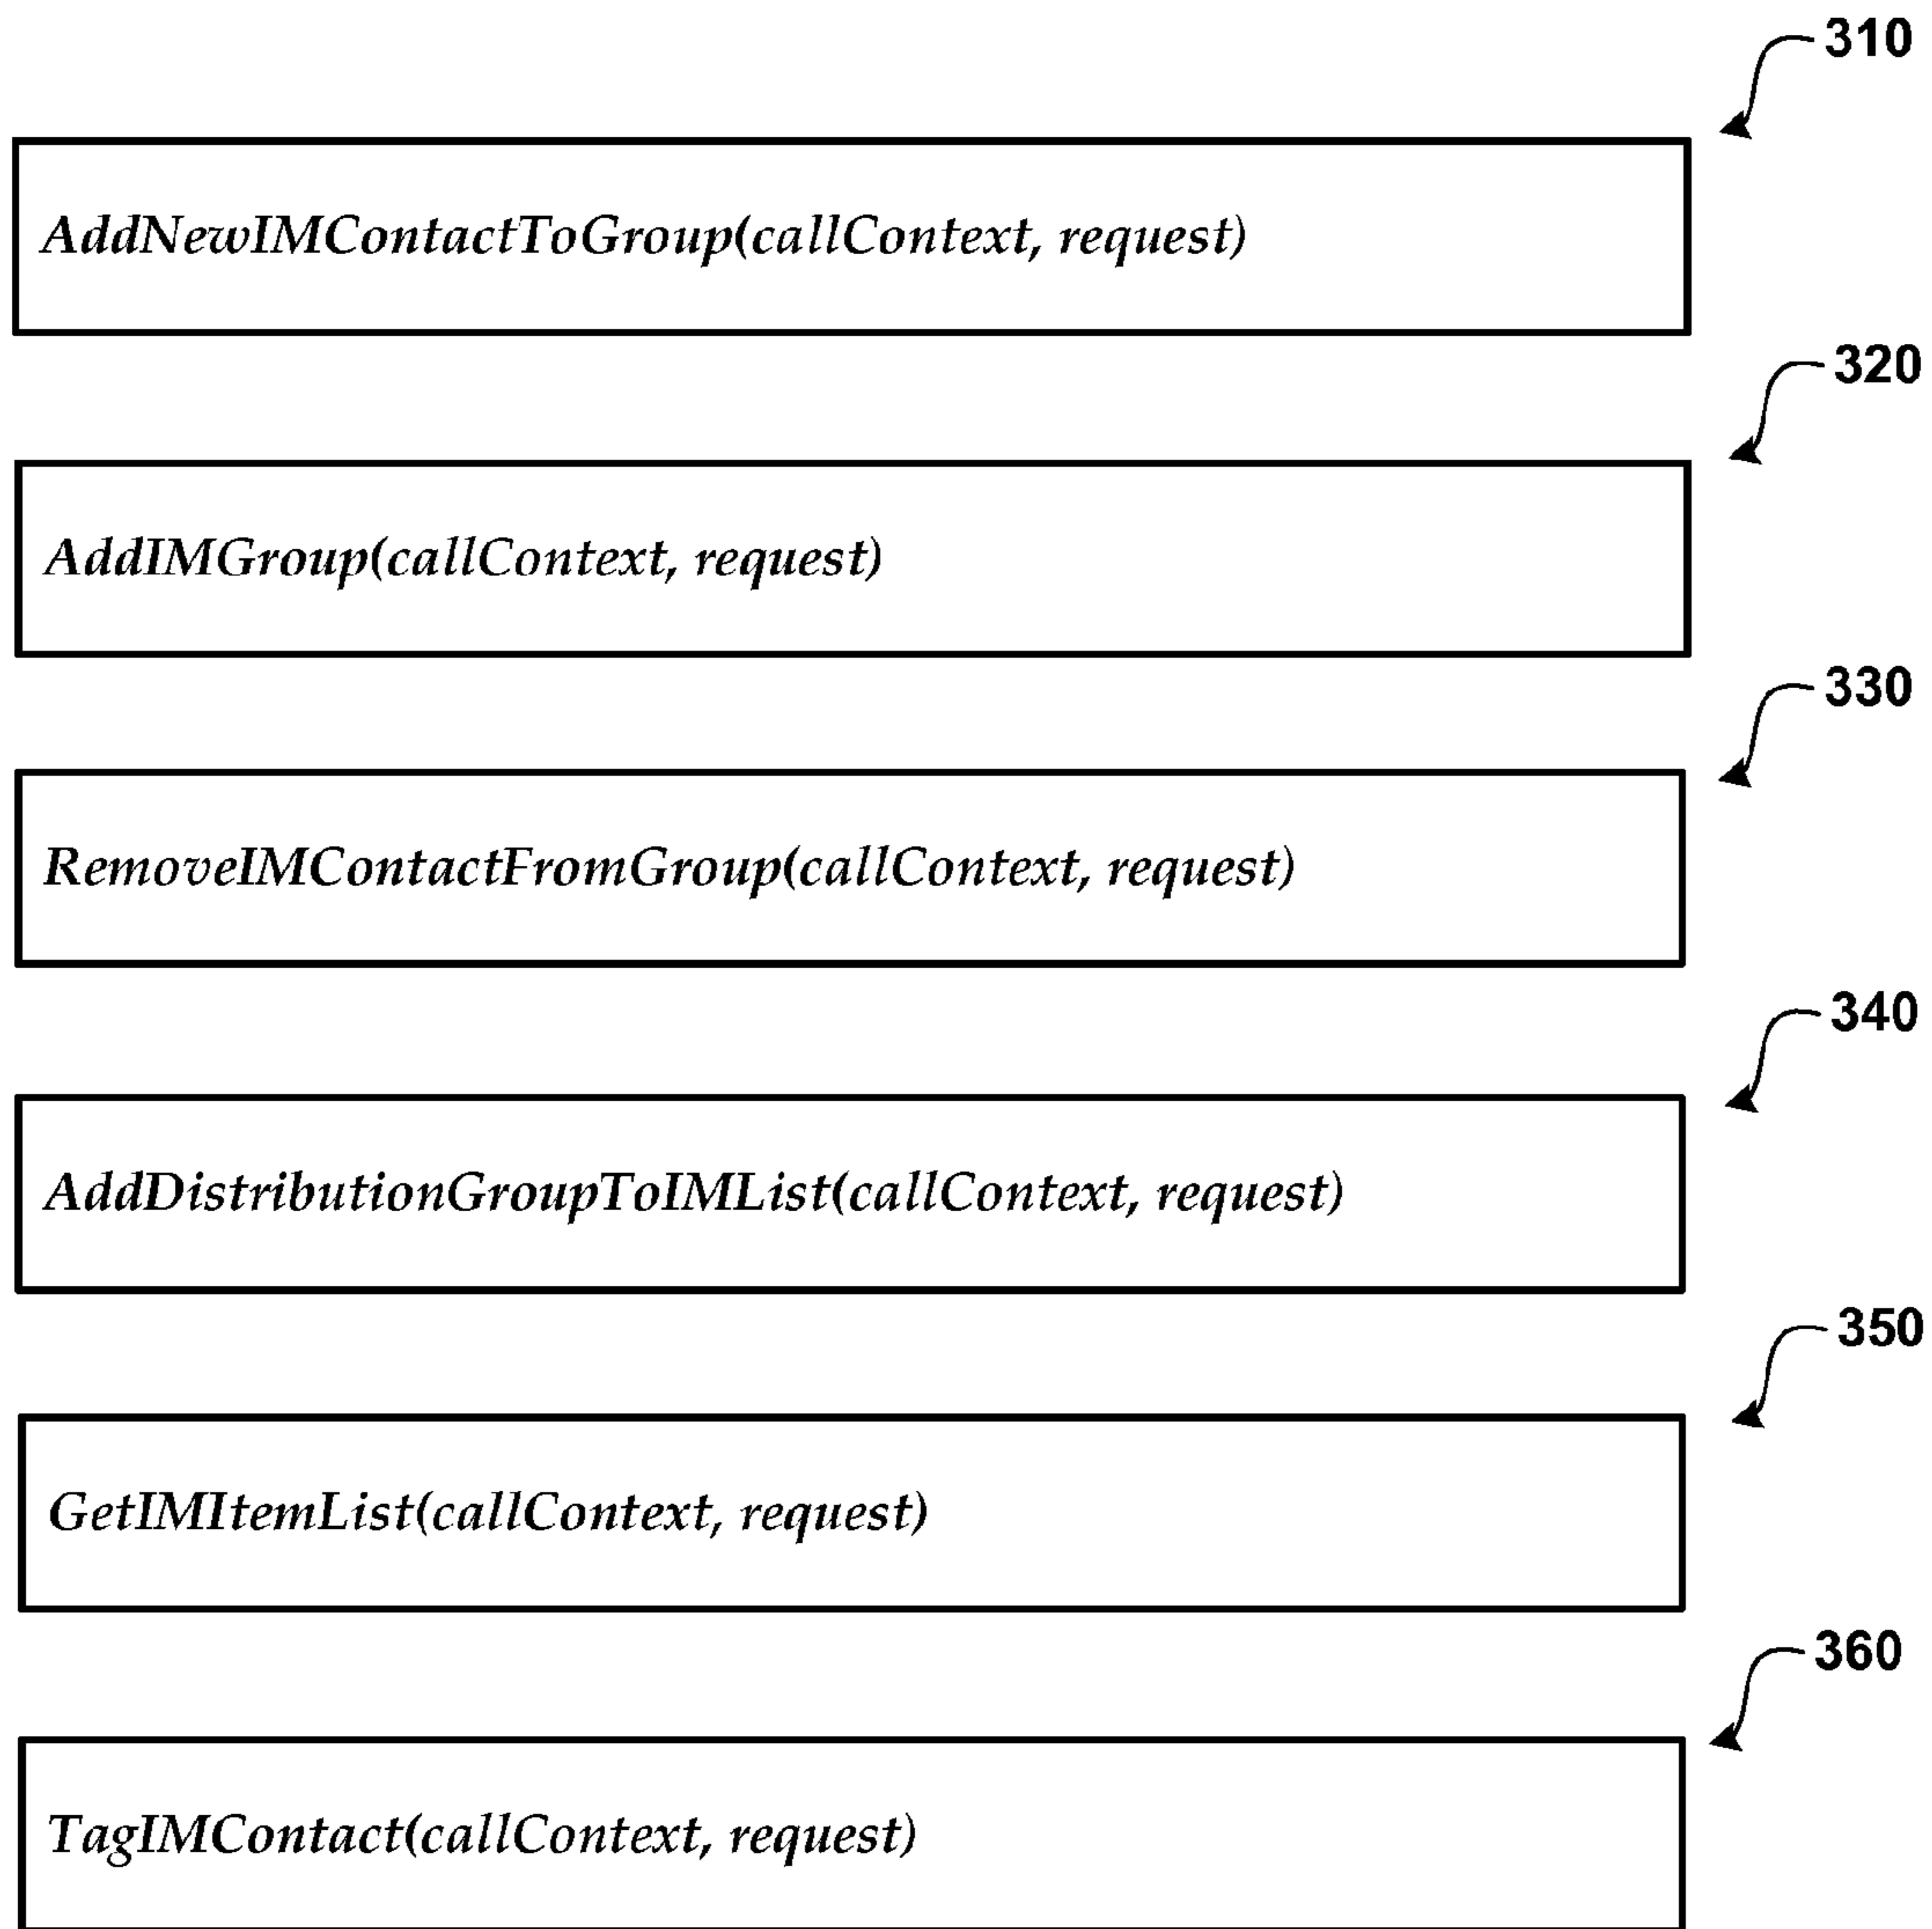 310
AddNewIMContactToGroup(callContext, request)
320
AddIMGroup(callContext, request)
330
RemoveIMContactFromGroup(callContext, request)
340
AddDistributionGroupToIMList(callContext, request)
350
GetIMItemList(callContext, request)
360
TagIMContact(callContext, request)